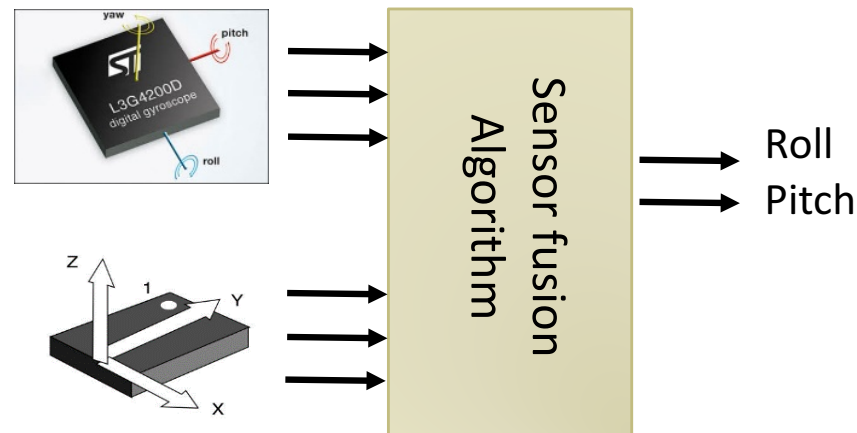 yaw
pitch
ST
L3G4200D
digital gyroscope
roll
Z
1
Y
X
Sensor fusion
Algorithm
Roll
Pitch